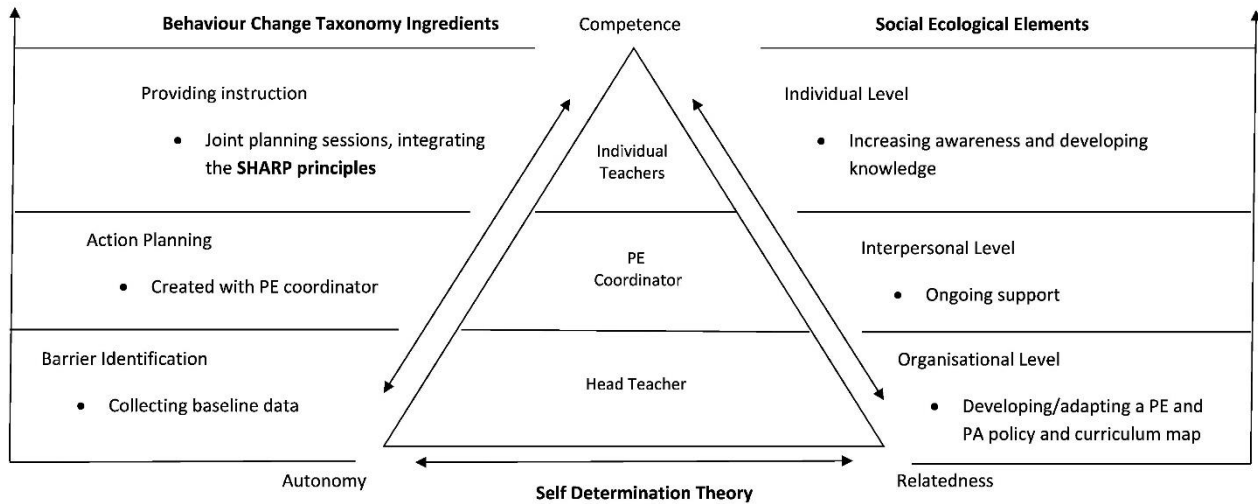 Behaviour Change Taxonomy Ingredients
Competence
Social Ecological Elements
Providing instruction
• Joint planning sessions, integrating
the SHARP principles
Individual
Teachers
Individual Level
• Increasing awareness and developing
knowledge
Action Planning
• Created with PE coordinator
PE
Coordinator
Interpersonal Level
• Ongoing support
Barrier Identification
• Collecting baseline data
Head Teacher
Organisational Level
• Developing/adapting a PE and
PA policy and curriculum map
Autonomy
Self Determination Theory
Relatedness